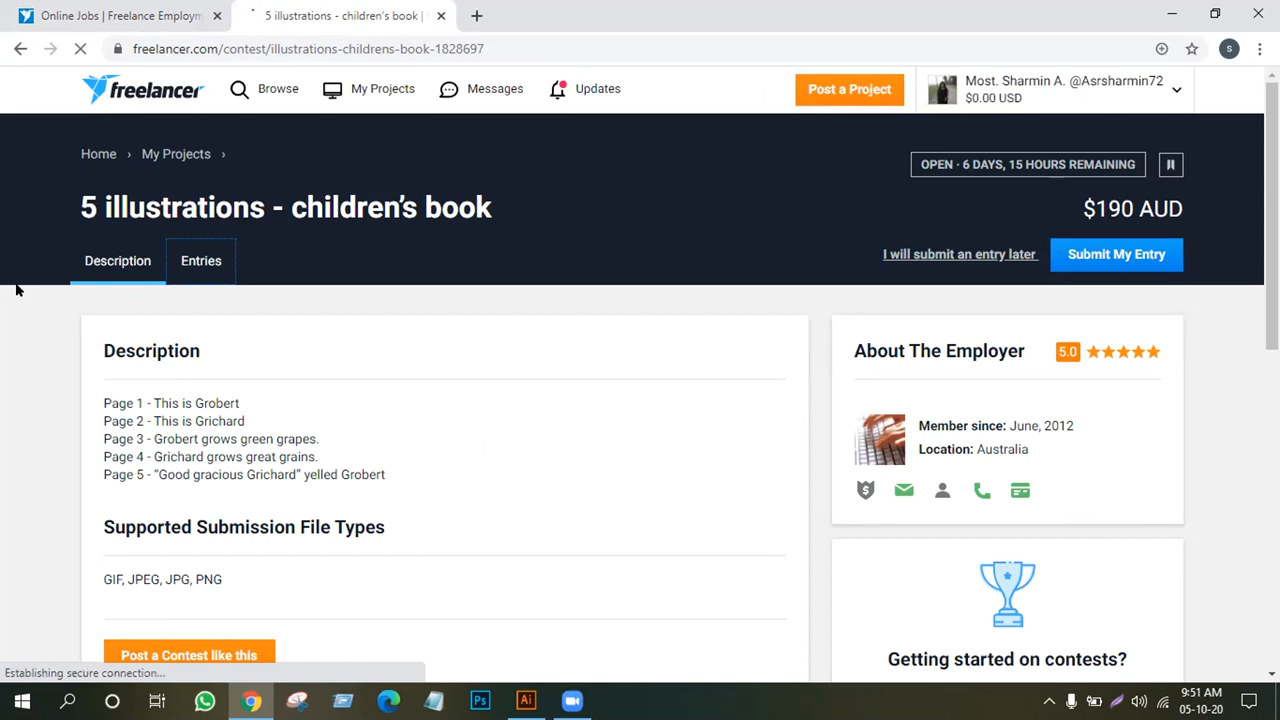 Online Jobs | Freelance Employm
5 illustrations - children's book |
freelancer.com/contest/illustrations-childrens-book-1828697
S
freelancer
Browse
My Projects
Messages
Updates
Post a Project
Most. Sharmin A. @Asrsharmin72
$0.00 USD
Home › My Projects ›
OPEN · 6 DAYS, 15 HOURS REMAINING
5 illustrations - children's book
$190 AUD
Description
Entries
I will submit an entry later
Submit My Entry
Description
Page 1 - This is Grobert
Page 2 - This is Grichard
Page 3 - Grobert grows green grapes.
Page 4 - Grichard grows great grains.
Page 5 - “Good gracious Grichard” yelled Grobert
Supported Submission File Types
GIF, JPEG, JPG, PNG
Post a Contest like this
About The Employer
5.0
Member since: June, 2012
Location: Australia
Getting started on contests?
Establishing secure connection...
Ps
Ai
9:51 AM
05-10-20